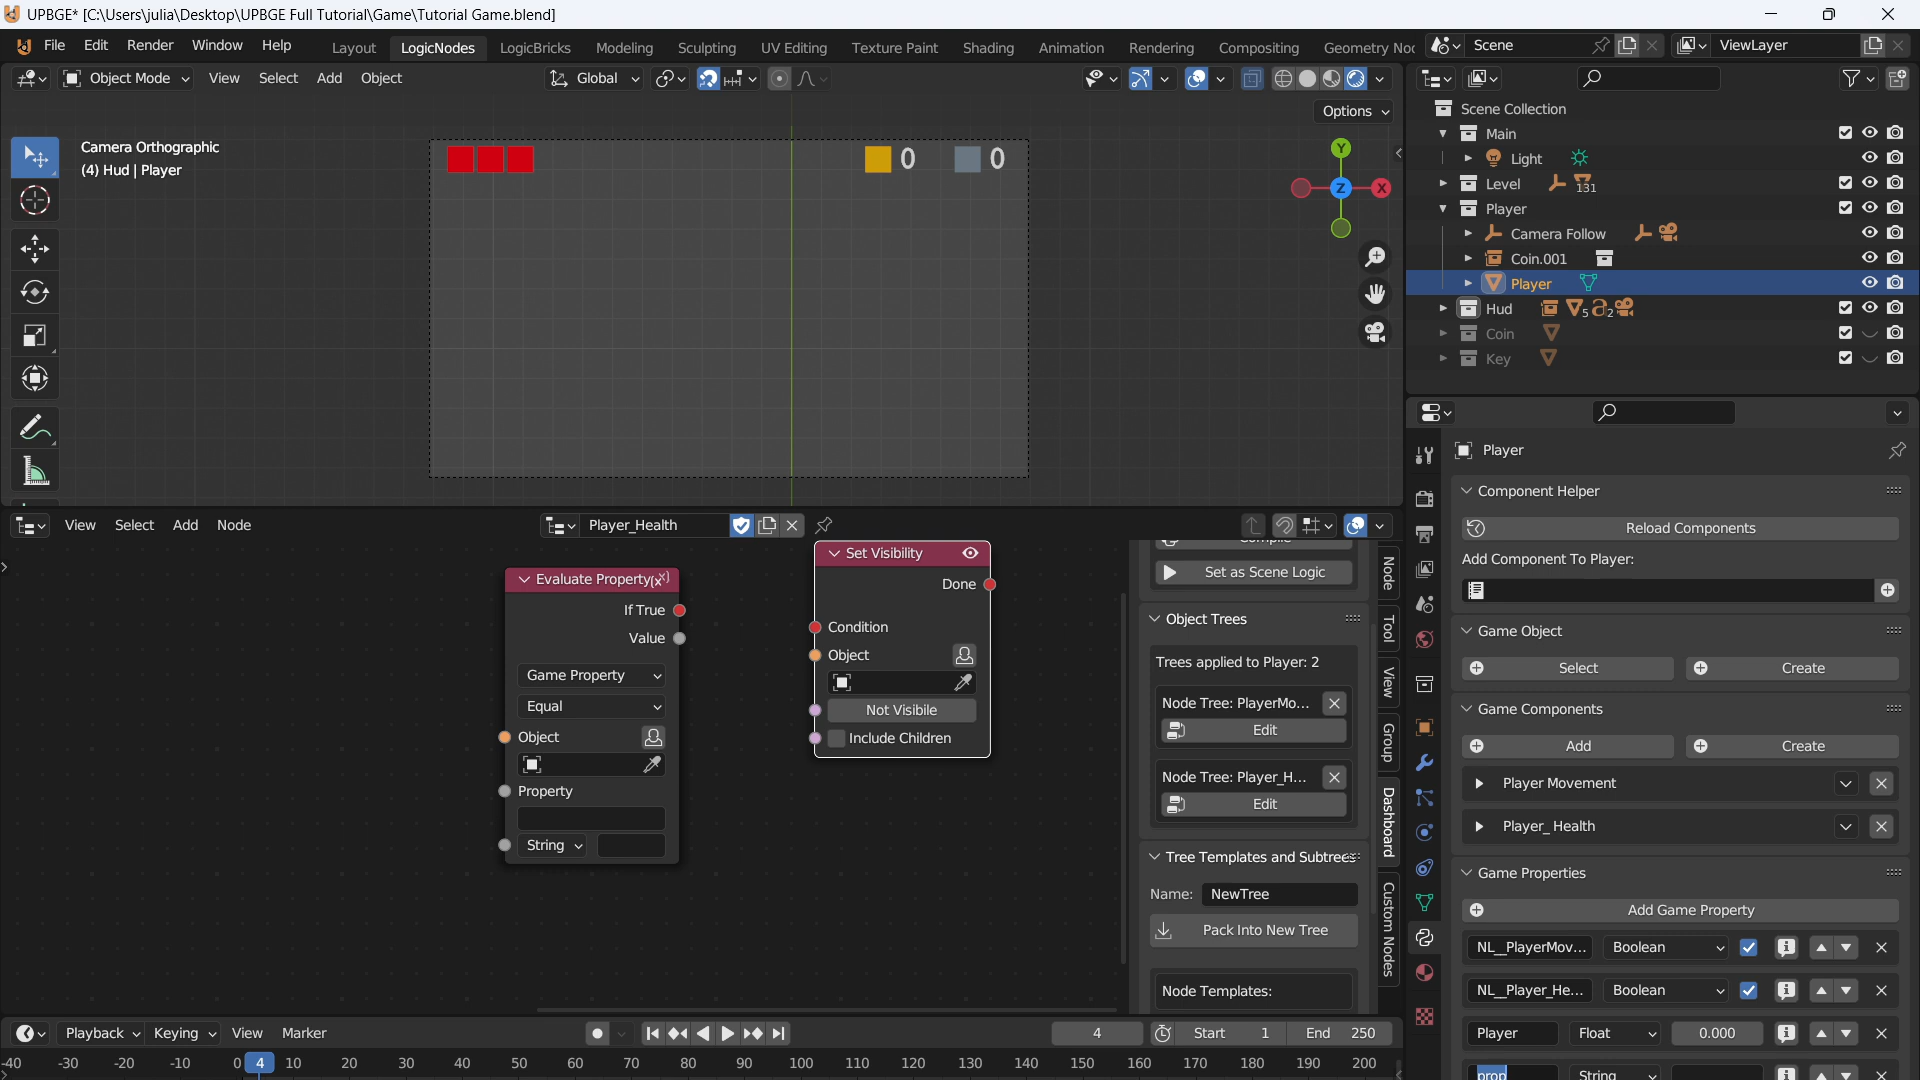 UPBGE* [C:\Users\julia\Desktop\UPBGE Full Tutorial\Game\Tutorial Game.blend]
File Edit Render Window Help Layout LogicNodes LogicBricks Modeling Sculpting UV Editing Texture Paint Shading Animation Rendering Compositing Geometry No Scene ViewLayer
Object Mode View Select Add Object Global
Options
Camera Orthographic
(4) Hud | Player
0 0
Y
X
Z
Scene Collection
Main
Light
Level 131
Player
Camera Follow
Coin.001
Player
Hud 5 2
Coin
Key
View Select Add Node Player_Health
Evaluate Property
If True
Value
Game Property
Equal
Object
Property
String
Set Visibility
Done
Condition
Object
Not Visibile
Include Children
Compile
Set as Scene Logic
Object Trees
Trees applied to Player: 2
Node Tree: PlayerMo...
Edit
Node Tree: Player_H...
Edit
Tree Templates and Subtrees
Name: NewTree
Pack Into New Tree
Node Templates:
Node
Tool
View
Group
Dashboard
Custom Nodes
Player
Component Helper
Reload Components
Add Component To Player:
Game Object
Select Create
Game Components
Add Create
Player Movement
Player_ Health
Game Properties
Add Game Property
NL__PlayerMov... Boolean
NL__Player_He... Boolean
Player Float 0.000
prop String
Playback Keying View Marker 4 Start 1 End 250
-40 -30 -20 -10 0 4 10 20 30 40 50 60 70 80 90 100 110 120 130 140 150 160 170 180 190 200